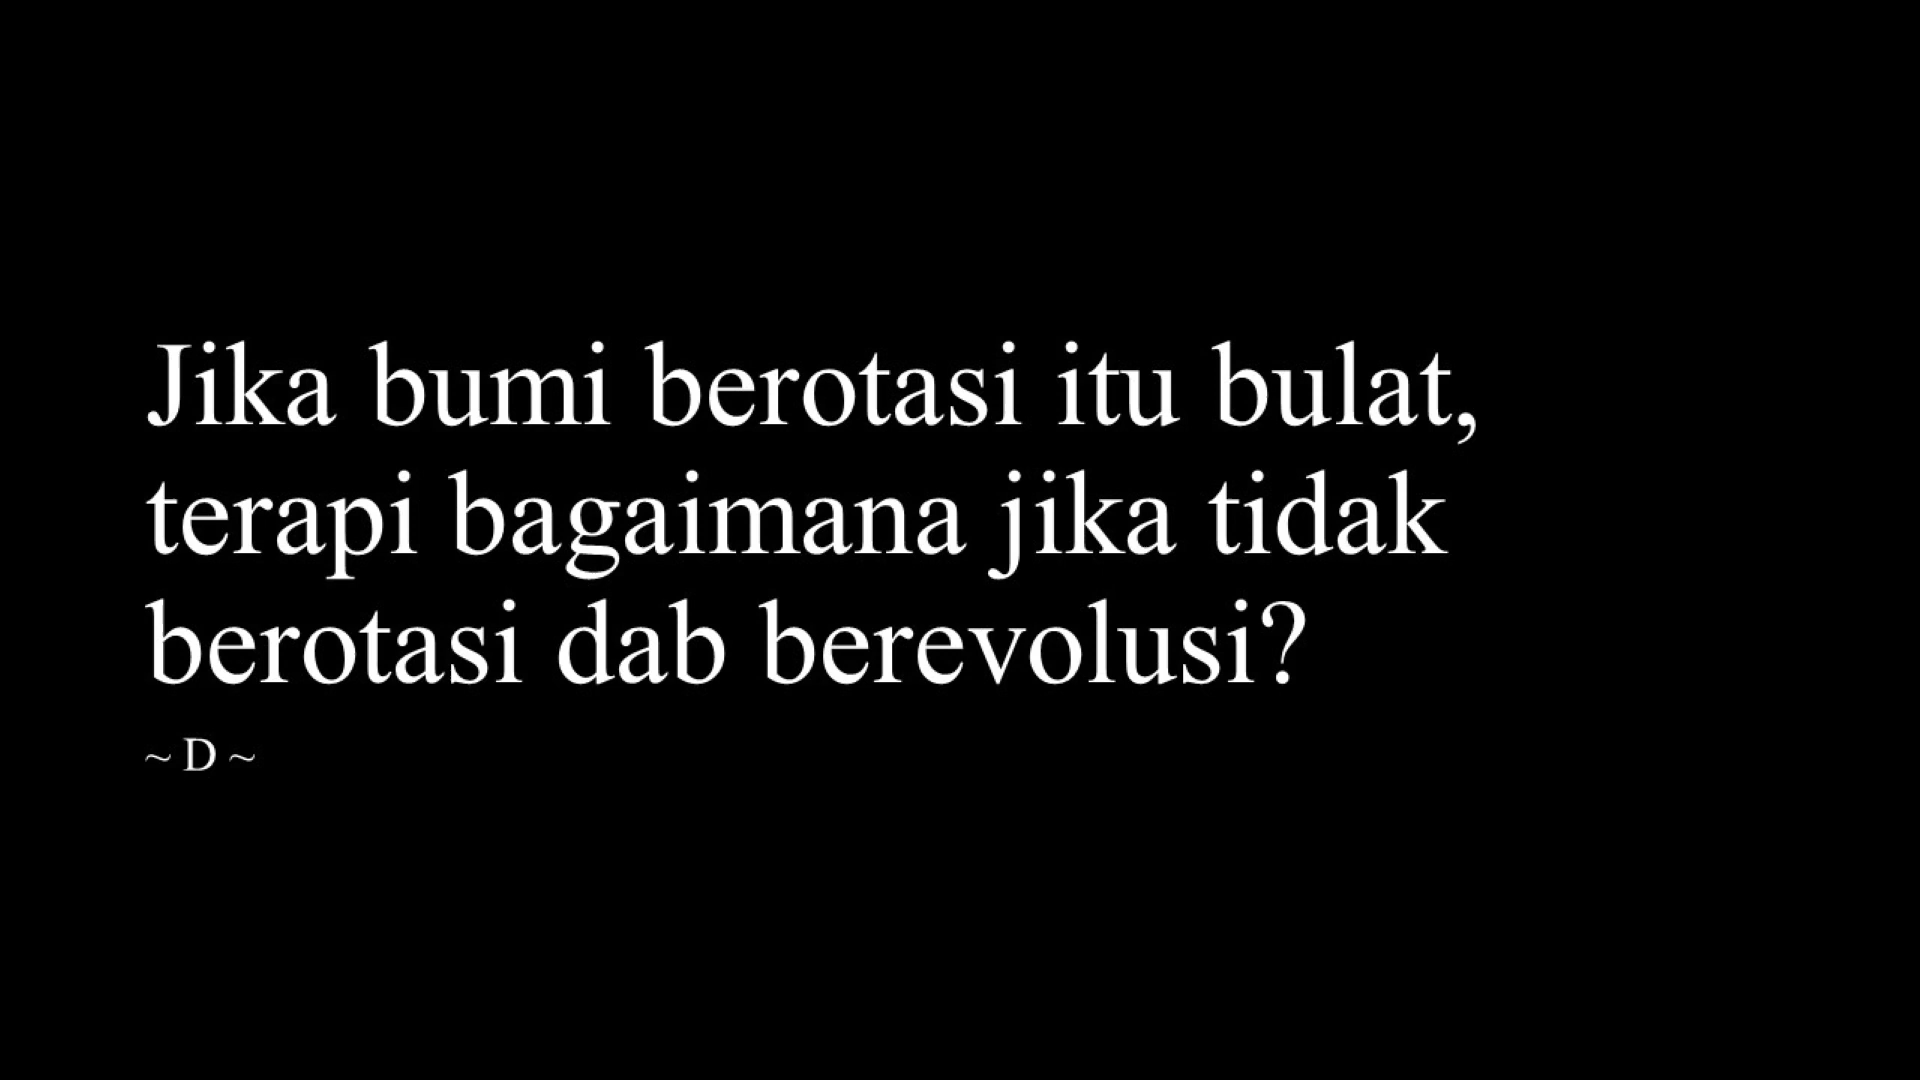 Jika bumi berotasi itu bulat,
terapi bagaimana jika tidak
berotasi dab berevolusi?
~ D ~